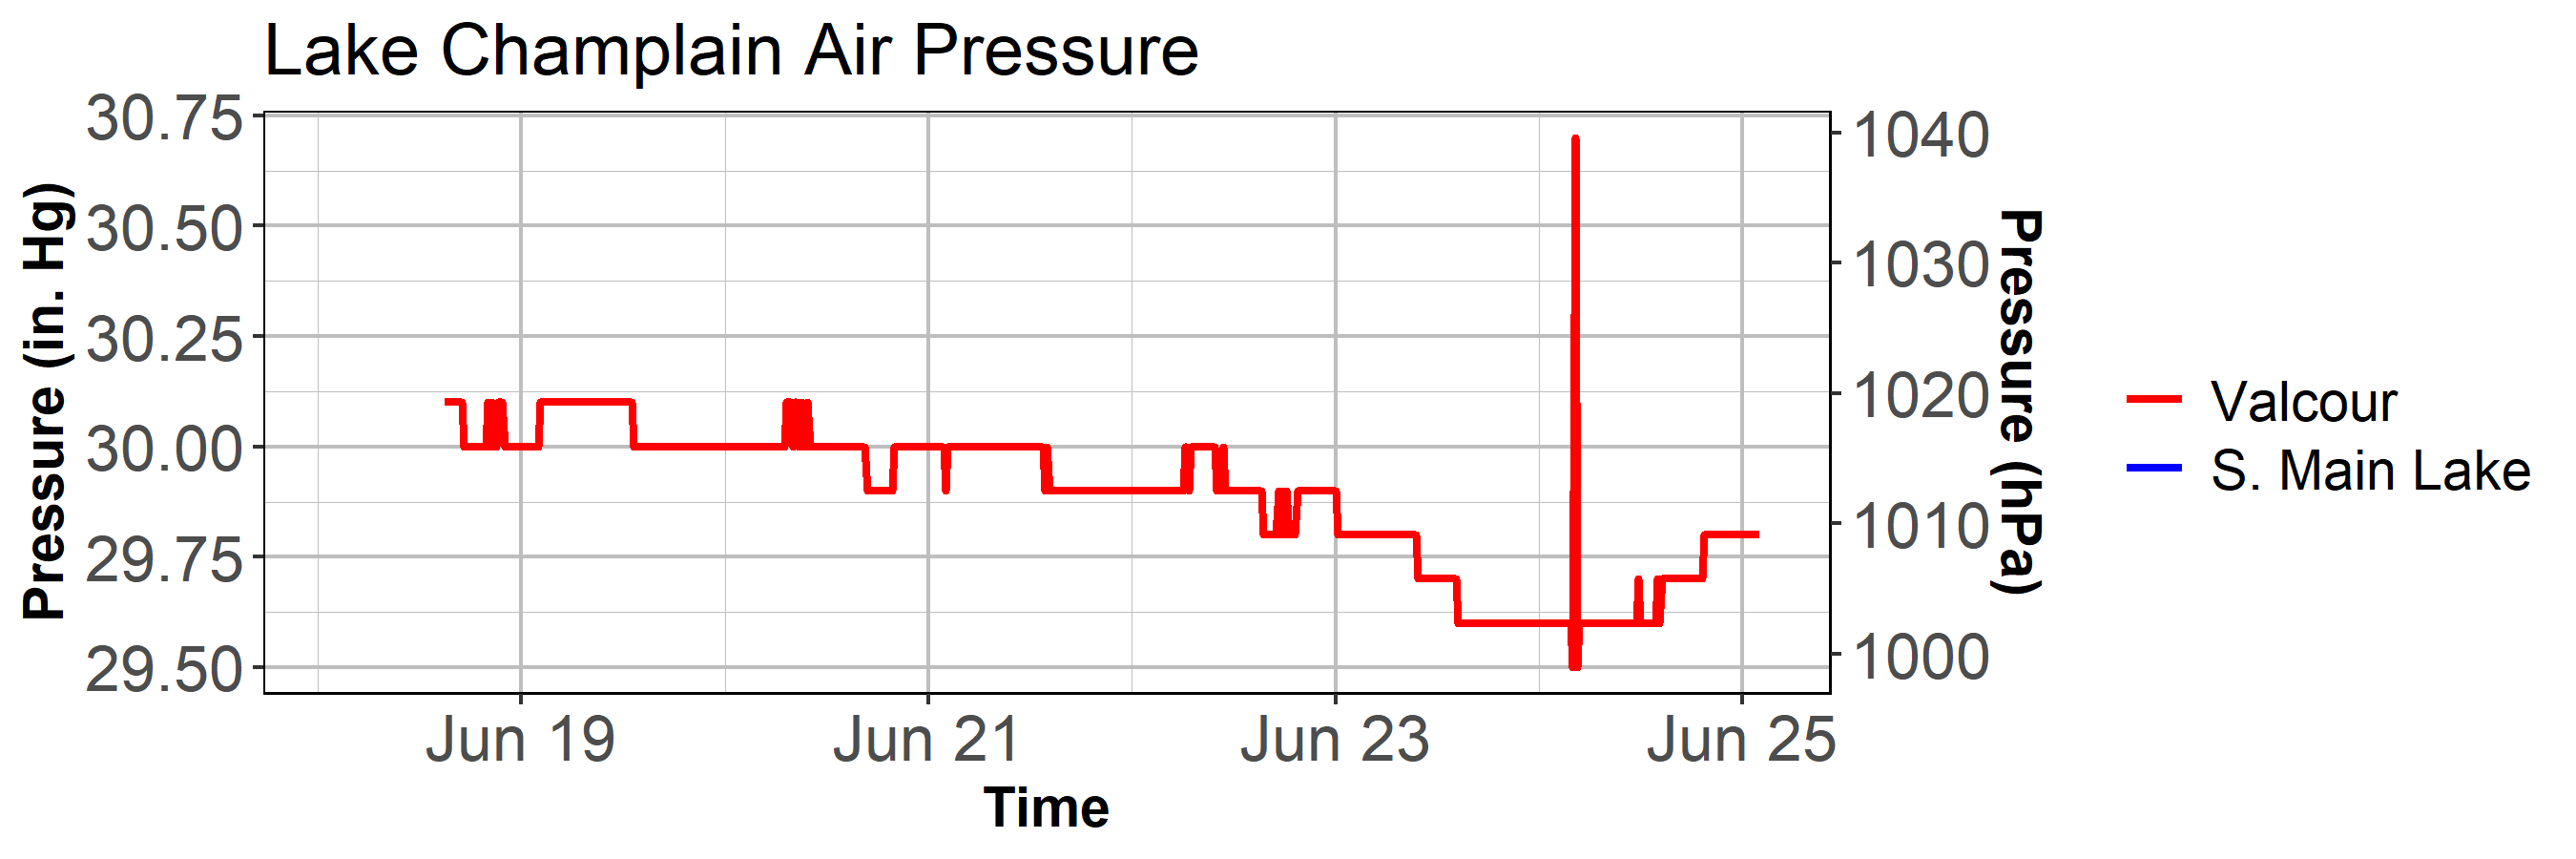 Lake Champlain Air Pressure
Pressure (in. Hg)
30.75
30.50
30.25
30.00
29.75
29.50
1040
1030
1020
1010
1000
Pressure (hPa)
Jun 19
Jun 21
Jun 23
Jun 25
Time
Valcour
S. Main Lake